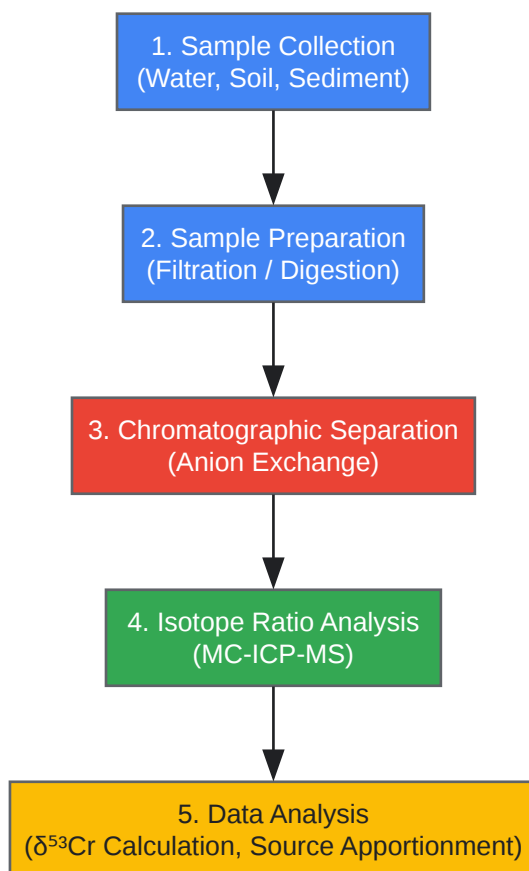 1. Sample Collection
(Water, Soil, Sediment)
2. Sample Preparation
(Filtration / Digestion)
3. Chromatographic Separation
(Anion Exchange)
4. Isotope Ratio Analysis
(MC-ICP-MS)
5. Data Analysis
(δ⁵³Cr Calculation, Source Apportionment)